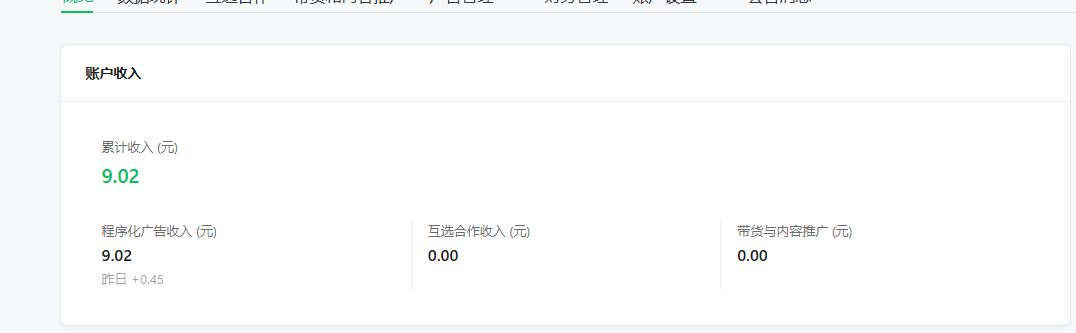 账户收入
累计收入 (元)
9.02
程序化广告收入 (元)
互选合作收入 (元)
带货与内容推广 (元)
9.02
0.00
0.00
昨日 +0.45